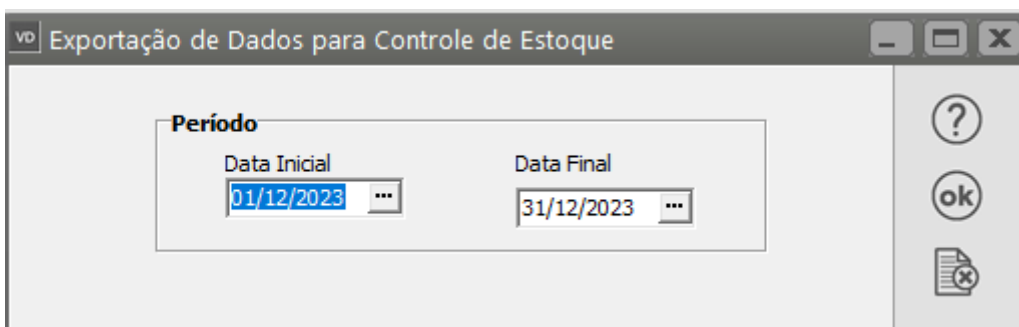 VD Exportação de Dados para Controle de Estoque
Período
Data Inicial Data Final
01/12/2023 ... 31/12/2023 ...
?
ok